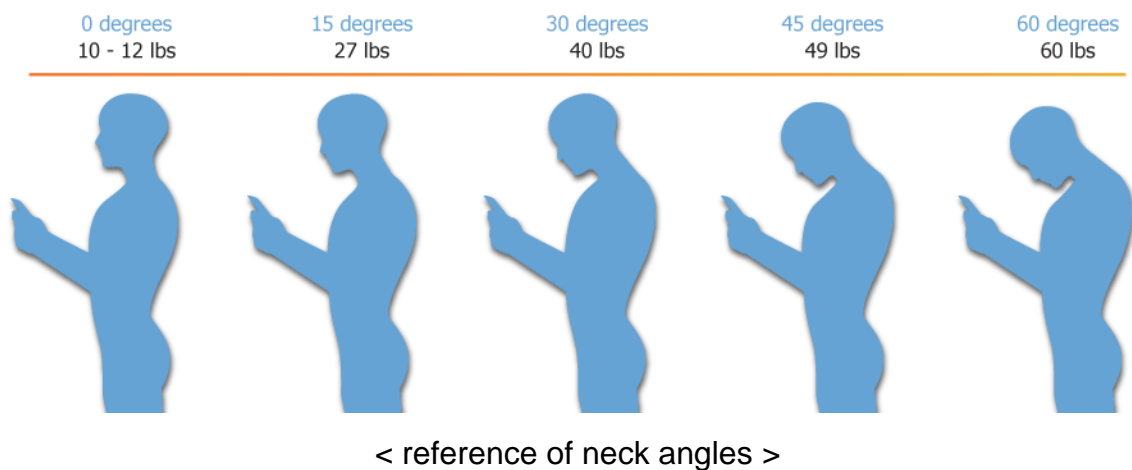 0 degrees 15 degrees 30 degrees 45 degrees 60 degrees
10 - 12 lbs 27 lbs 40 lbs 49 lbs 60 lbs
< reference of neck angles >